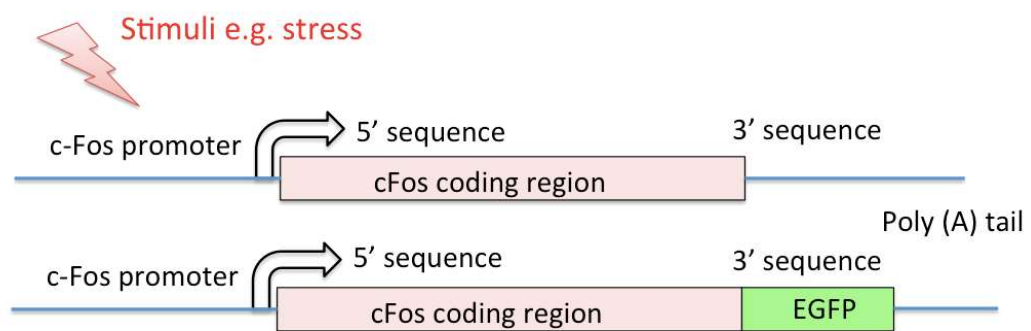 Stimuli e.g. stress
c-Fos promoter
5’ sequence
3’ sequence
cFos coding region
Poly (A) tail
c-Fos promoter
5’ sequence
3’ sequence
cFos coding region
EGFP